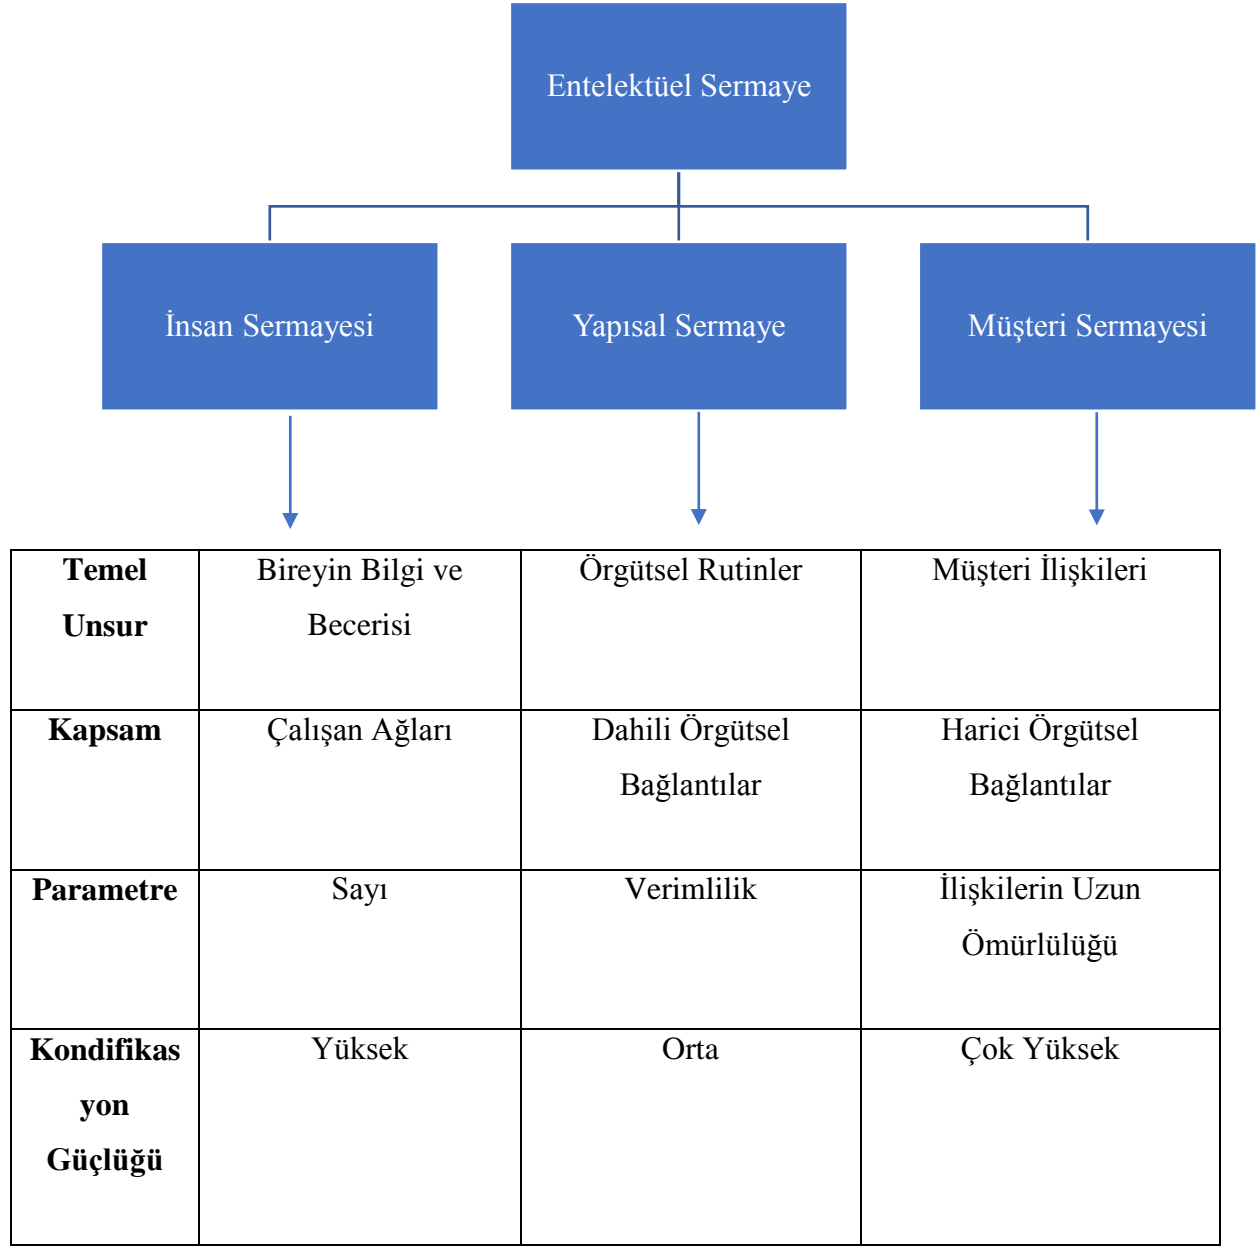 Entelektüel Sermaye
İnsan Sermayesi
Yapısal Sermaye
Müşteri Sermayesi
Temel
Unsur
Bireyin Bilgi ve
Becerisi
Örgütsel Rutinler
Müşteri İlişkileri
Kapsam
Çalışan Ağları
Dahili Örgütsel
Bağlantılar
Harici Örgütsel
Bağlantılar
Parametre
Sayı
Verimlilik
İlişkilerin Uzun
Ömürlülüğü
Kondifikas
yon
Güçlüğü
Yüksek
Orta
Çok Yüksek